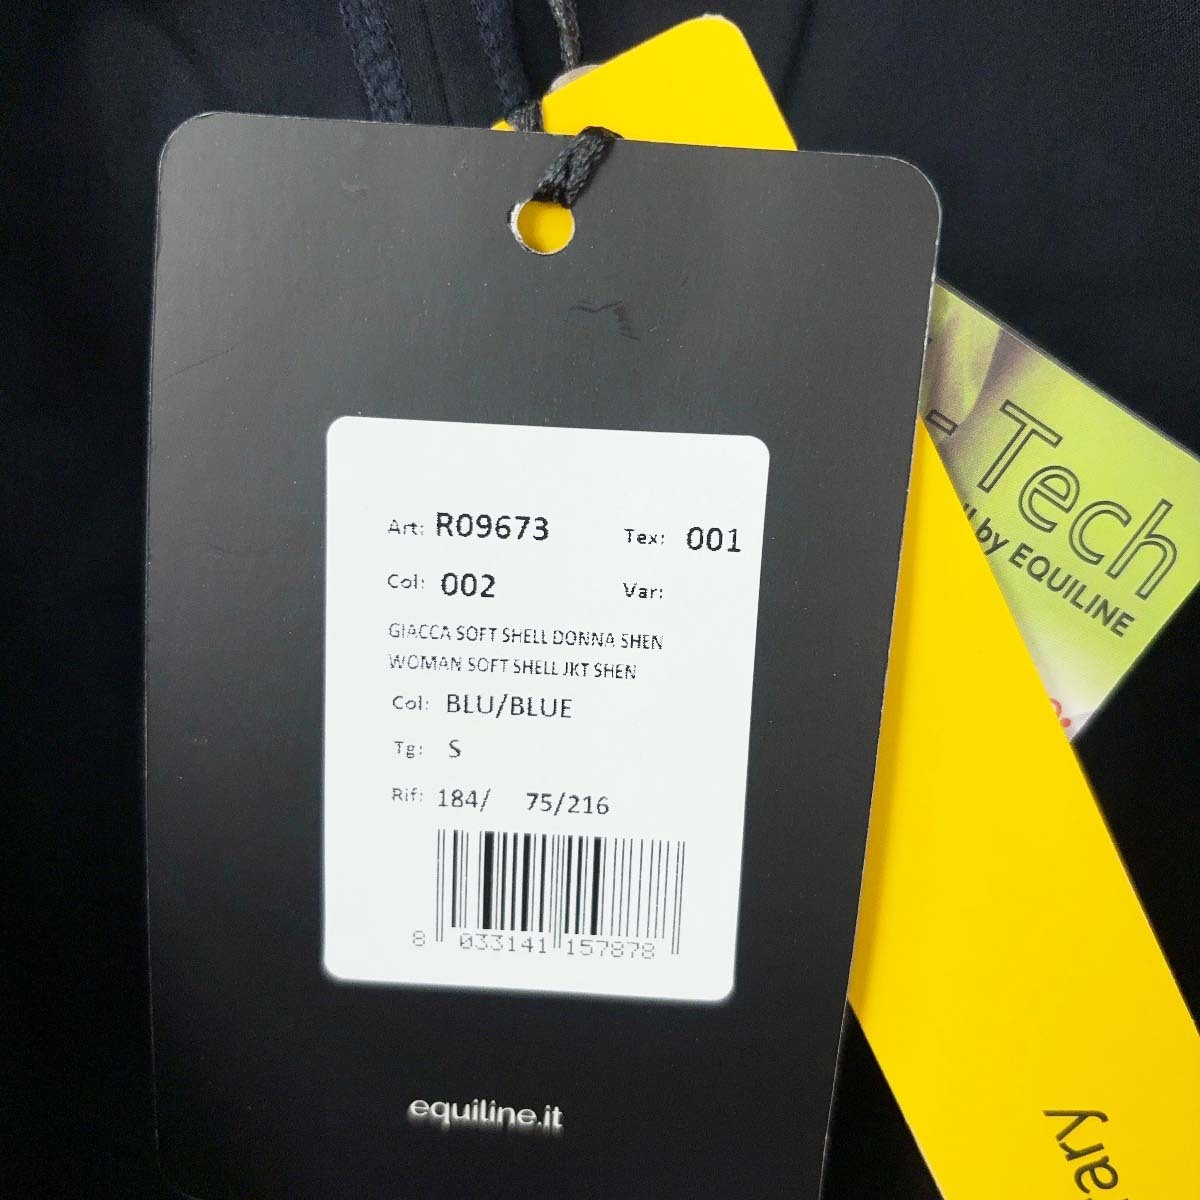 Art: R09673 Tex: 001
Col: 002 Var:
GIACCA SOFT SHELL DONNA SHEN
WOMAN SOFT SHELL JKT SHEN
Col: BLU/BLUE
Tg: S
Rif: 184/ 75/216
8 033141 157878
equiline.it
- Tech
by EQUILINE